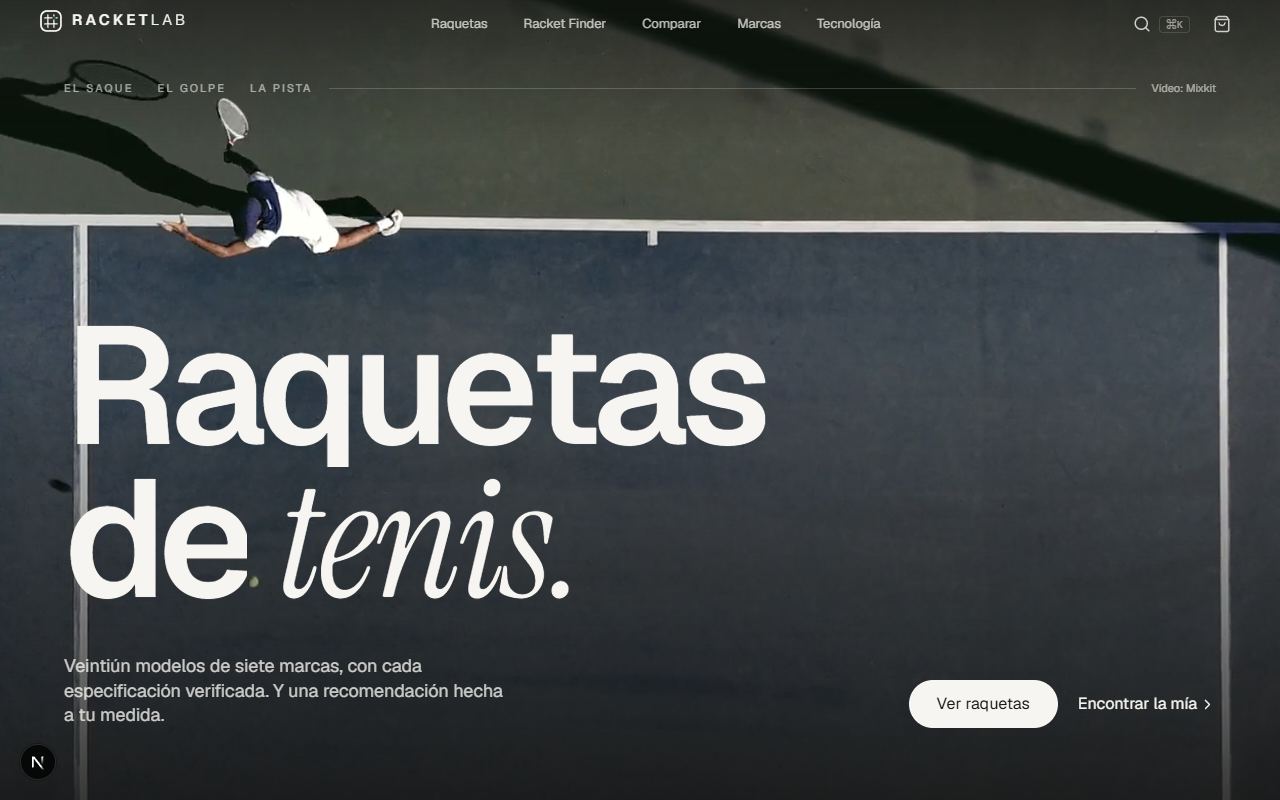 RACKETLAB
Raquetas
Racket Finder
Comparar
Marcas
Tecnología
⌘K
EL SAQUE
EL GOLPE
LA PISTA
Vídeo: Mixkit
Raquetas
de tenis.
Veintiún modelos de siete marcas, con cada
especificación verificada. Y una recomendación hecha
a tu medida.
Ver raquetas
Encontrar la mía
N